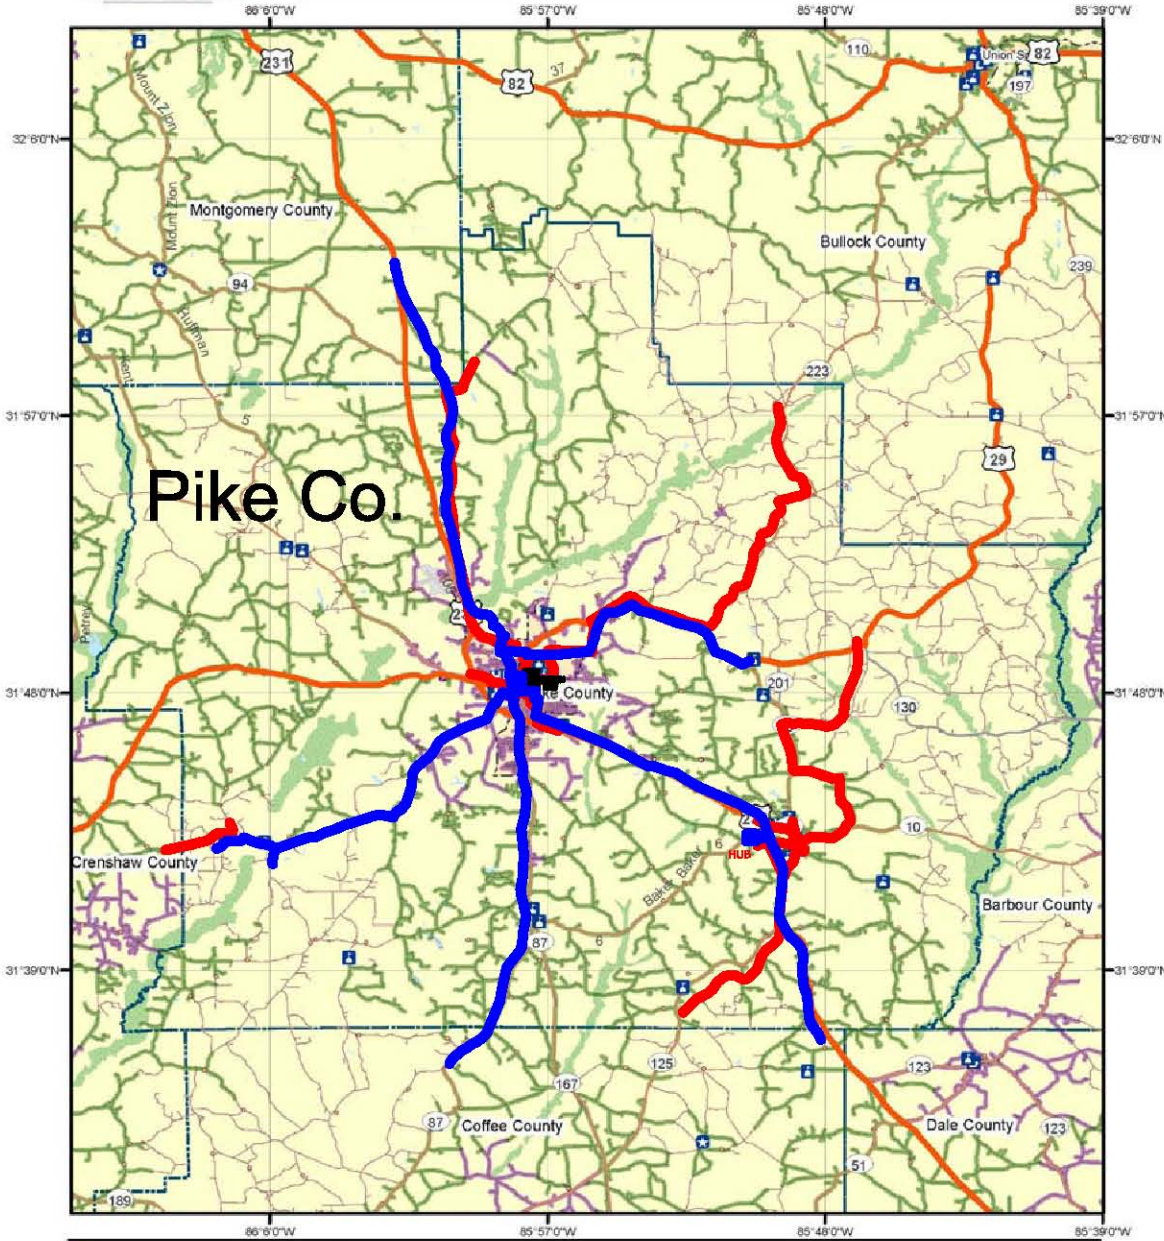 86°6'0"W 85°57'0"W 85°48'0"W 85°39'0"W
231
82
37
110
Union
82
197
32°6'0"N 32°6'0"N
Mount Zion
Mount Zion
Montgomery County
Bullock County
239
94
Huffman
Kent
223
31°57'0"N 31°57'0"N
5
29
Pike Co.
Petrey
31°48'0"N 31°48'0"N
ke County
201
130
10
6
HUB
Baker Baker
Crenshaw County
Barbour County
87
6
31°39'0"N 31°39'0"N
125
123
167
87
Coffee County
Dale County
123
51
189
86°6'0"W 85°57'0"W 85°48'0"W 85°39'0"W